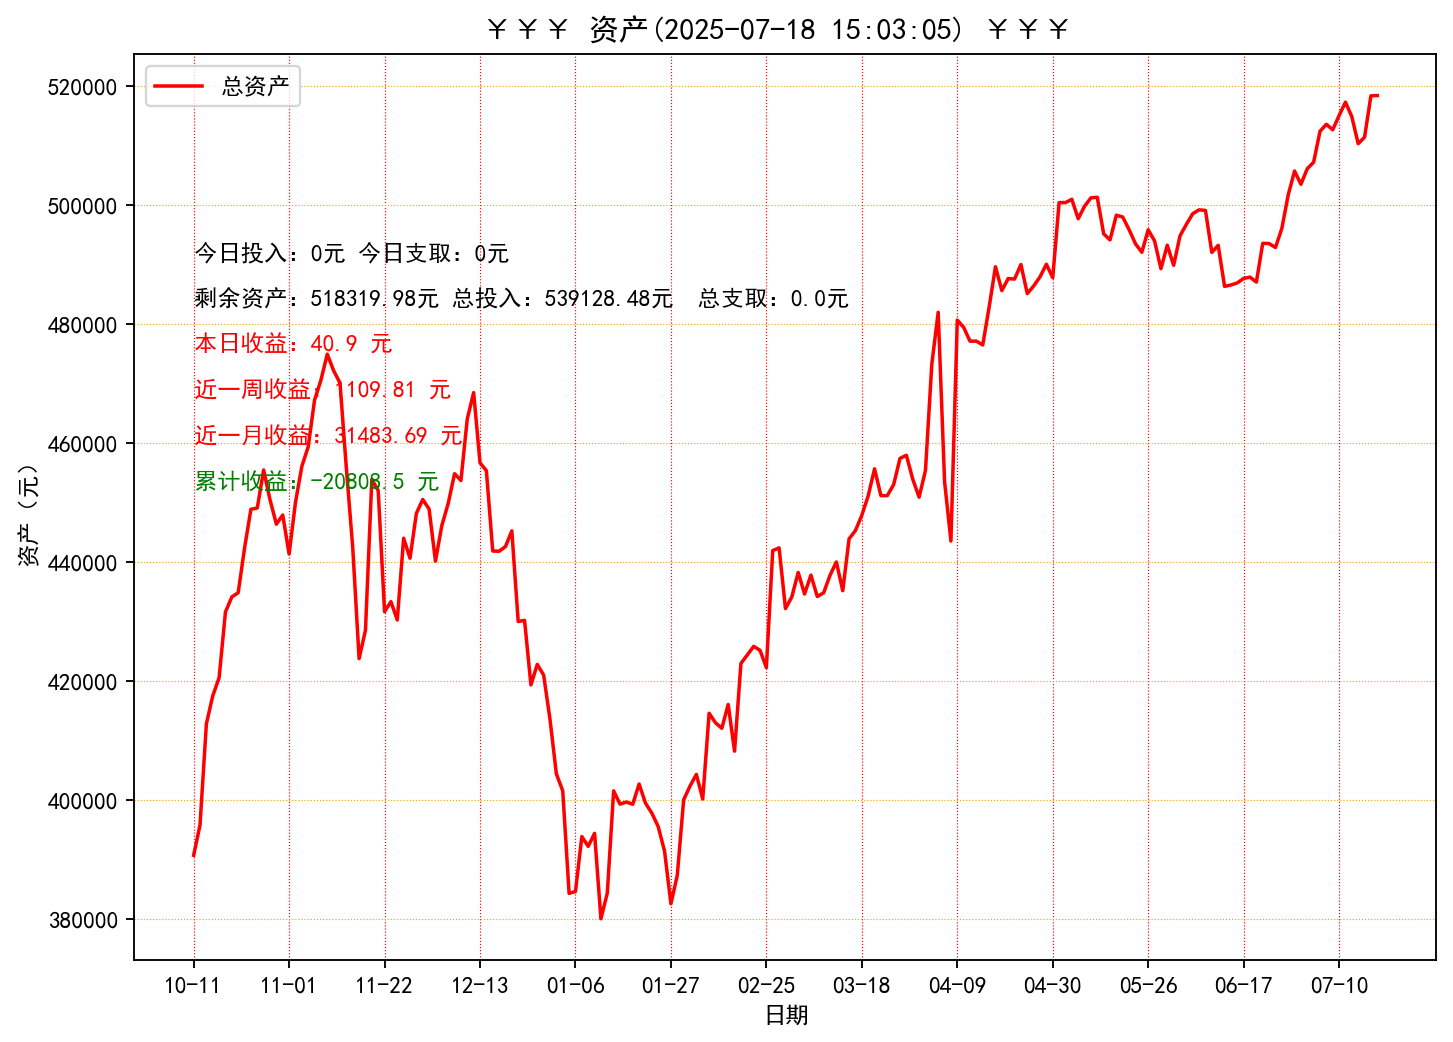 ￥￥￥ 资产(2025-07-18 15:03:05) ￥￥￥
总资产
520000
500000
480000
460000
440000
420000
400000
380000
资产（元）
今日投入：0元 今日支取：0元
剩余资产：518319.98元 总投入：539128.48元  总支取：0.0元
本日收益：40.9 元
近一周收益：1109.81 元
近一月收益：31483.69 元
累计收益：-20808.5 元
10-11 11-01 11-22 12-13 01-06 01-27 02-25 03-18 04-09 04-30 05-26 06-17 07-10
日期